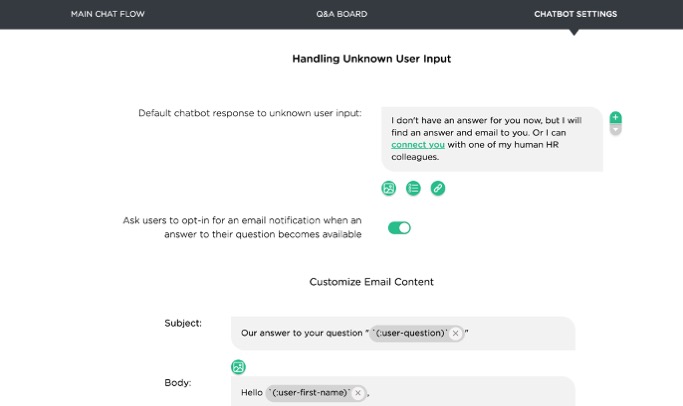 MAIN CHAT FLOW Q&A BOARD CHATBOT SETTINGS
Handling Unknown User Input
Default chatbot response to unknown user input:
I don't have an answer for you now, but I will
find an answer and email to you. Or I can
connect you with one of my human HR
colleagues.
Ask users to opt-in for an email notification when an
answer to their question becomes available
Customize Email Content
Subject:
Our answer to your question "`(:user-question)`"
Body:
Hello `(:user-first-name)`,